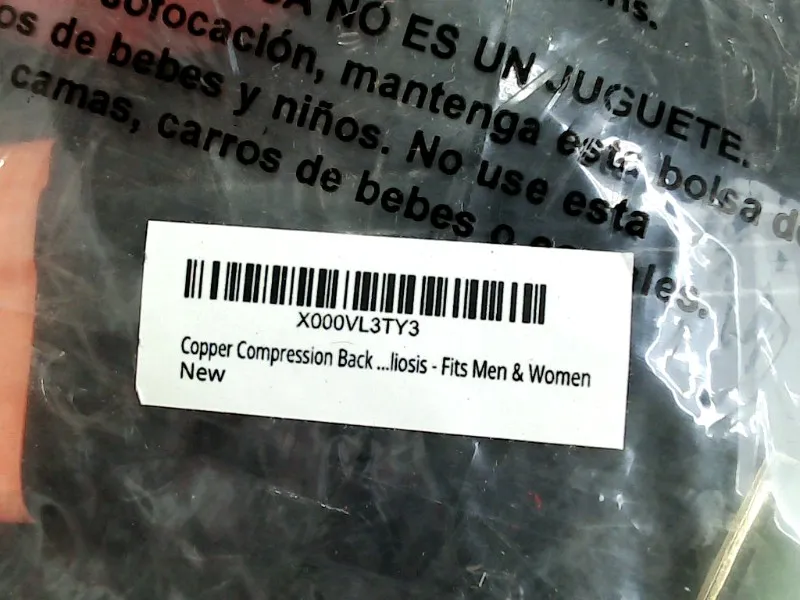 NO ES UN JUGUETE.
sofocación, mantenga esta bolsa
de bebes y niños. No use esta
camas, carros de bebes o
X000VL3TY3
Copper Compression Back ...liosis - Fits Men & Women
New